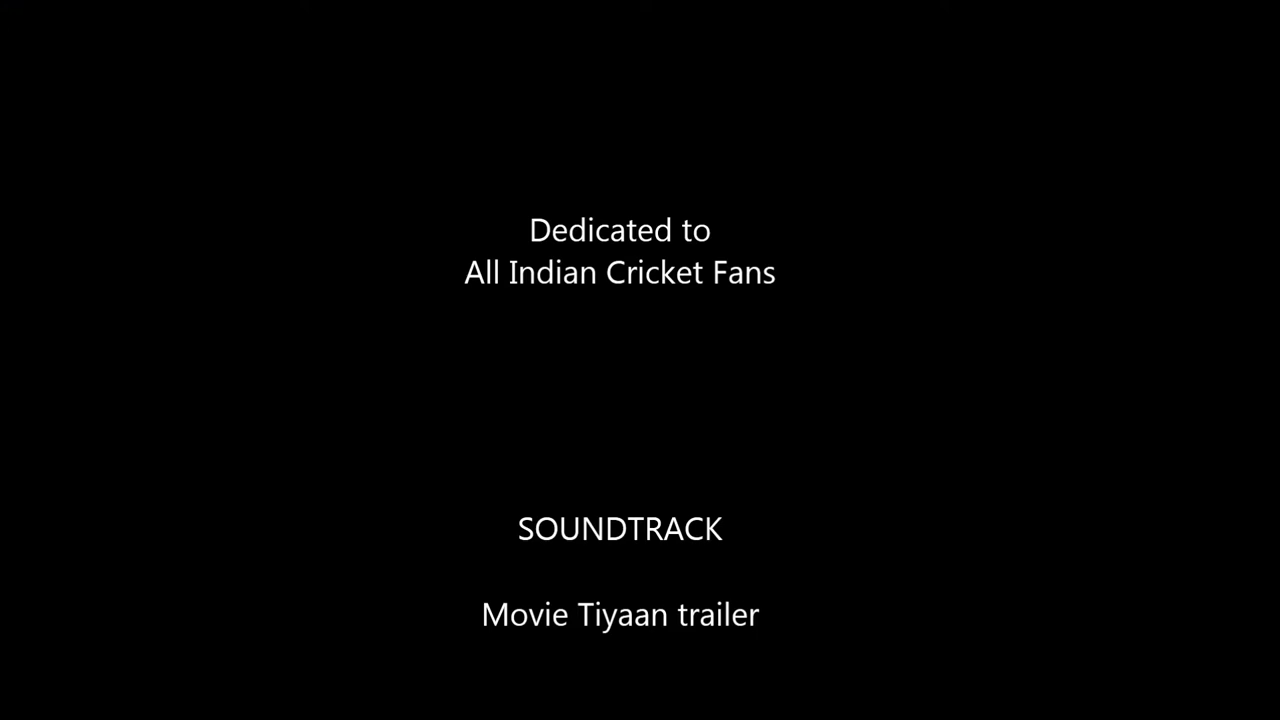 Dedicated to
All Indian Cricket Fans
SOUNDTRACK
Movie Tiyaan trailer